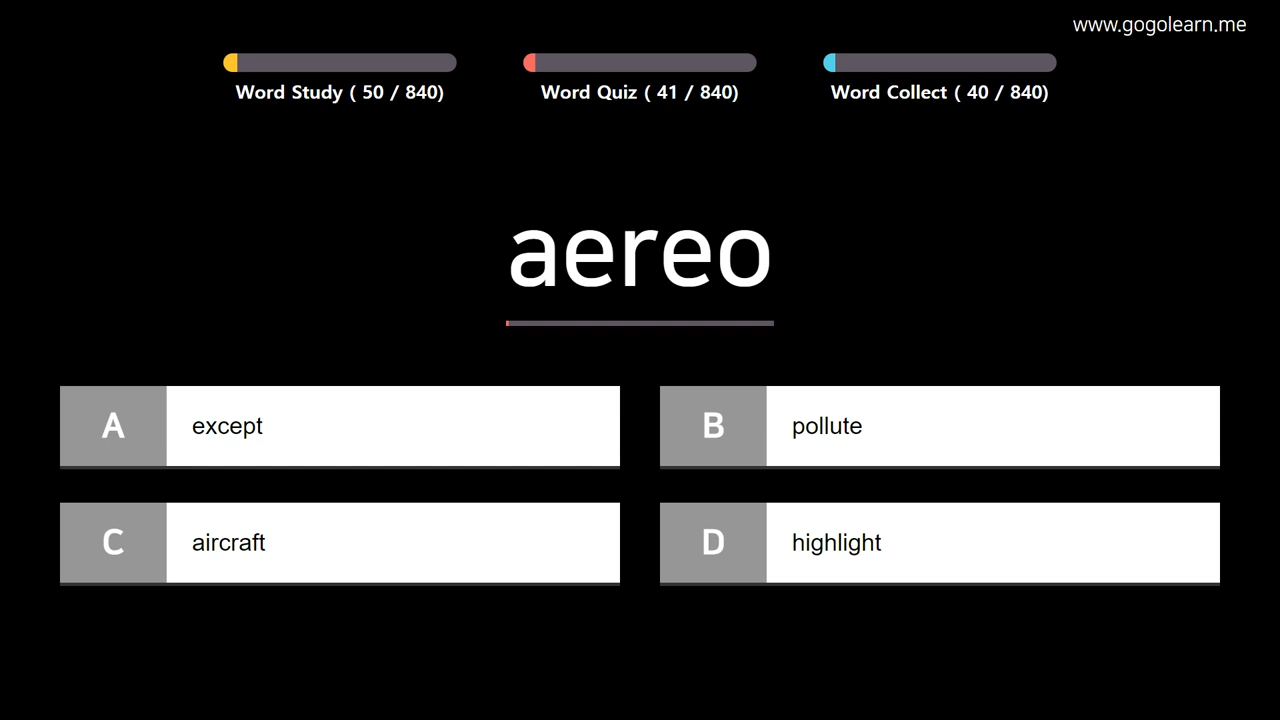 www.gogolearn.me
Word Study ( 50 / 840)
Word Quiz ( 41 / 840)
Word Collect ( 40 / 840)
aereo
A except
B pollute
C aircraft
D highlight